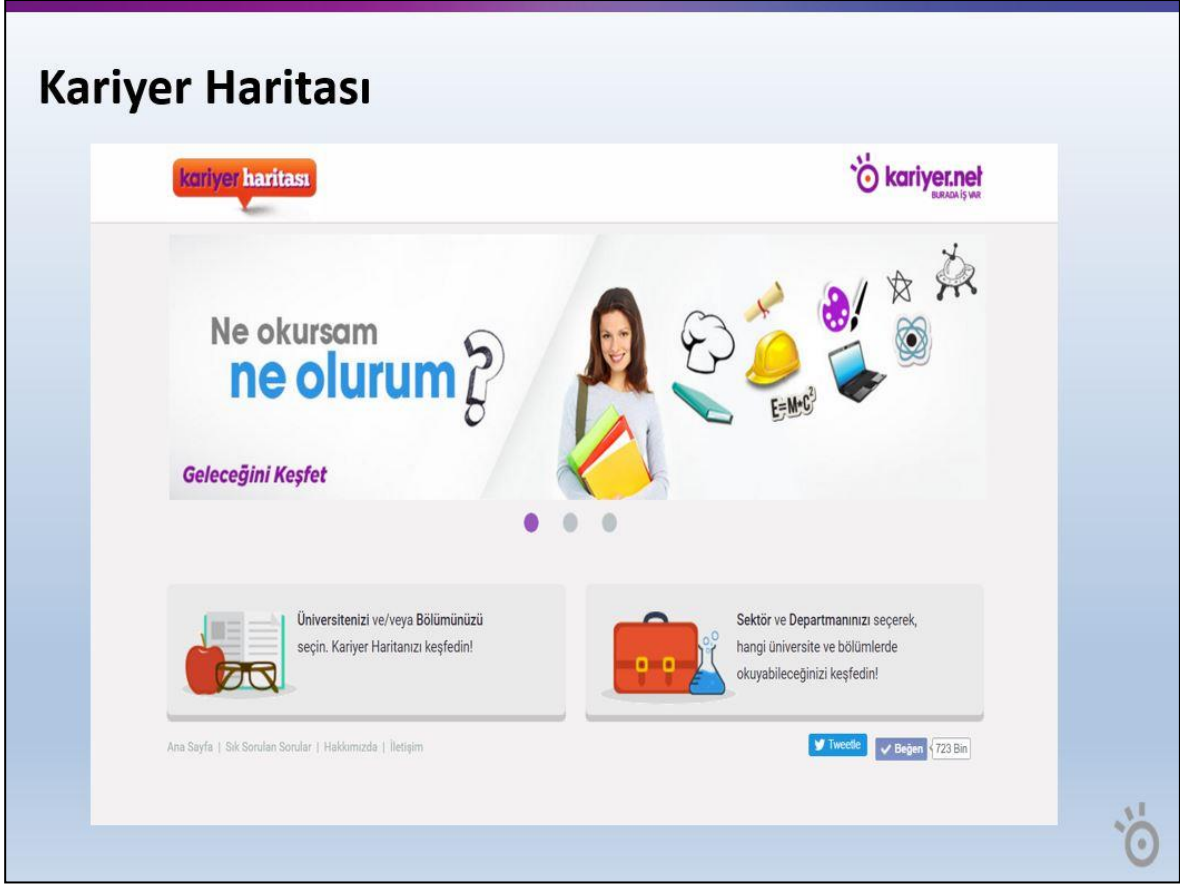 Kariyer Haritası
kariyer haritası
kariyer.net
BURADA İŞ VAR
Ne okursam
ne olurum?
Geleceğini Keşfet
E=M•C²
Üniversitenizi ve/veya Bölümünüzü
seçin. Kariyer Haritanızı keşfedin!
Sektör ve Departmanınızı seçerek,
hangi üniversite ve bölümlerde
okuyabileceğinizi keşfedin!
Ana Sayfa | Sık Sorulan Sorular | Hakkımızda | İletişim
Tweetle
Beğen
723 Bin